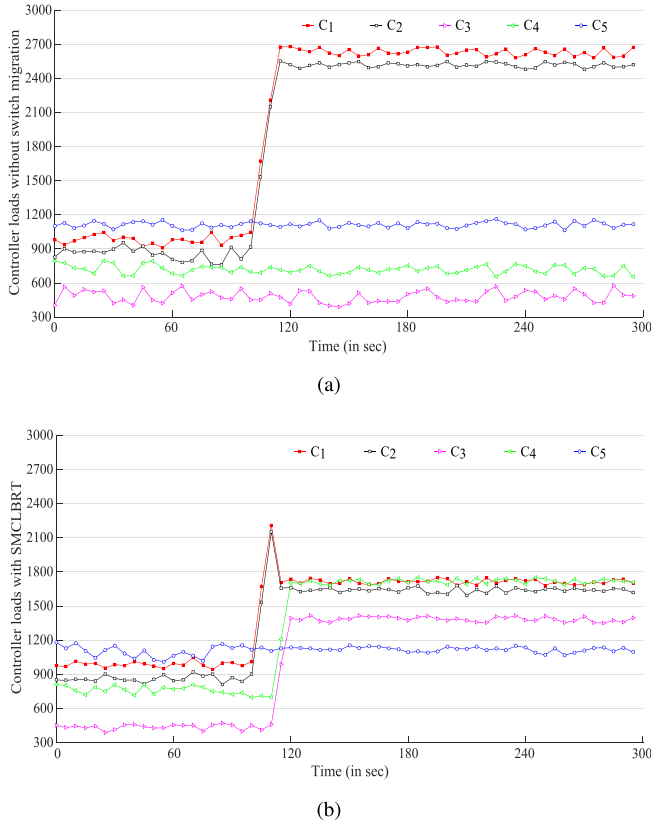 3000
C1 C2 C3 C4 C5
2700
2400
2100
1800
1500
1200
900
600
300
0 60 120 180 240 300
Controller loads without switch migration
Time (in sec)
(a)
3000
C1 C2 C3 C4 C5
2700
2400
2100
1800
1500
1200
900
600
300
0 60 120 180 240 300
Controller loads with SMCLBRT
Time (in sec)
(b)